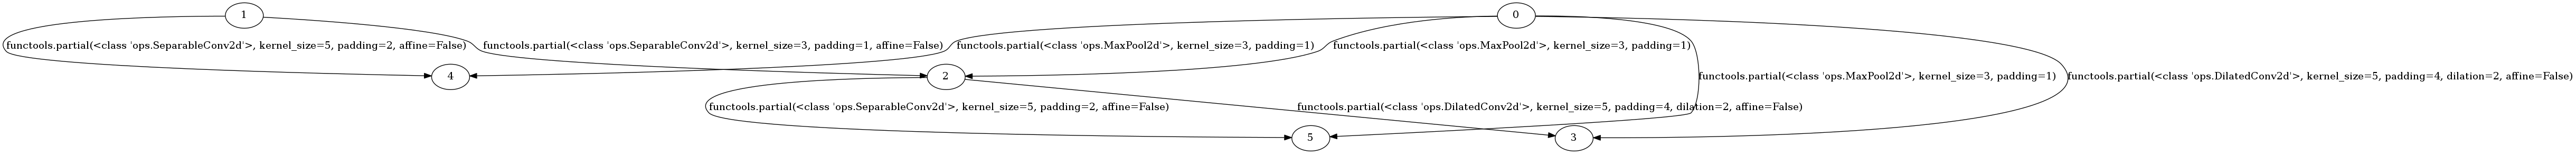 1
0
functools.partial(<class 'ops.SeparableConv2d'>, kernel_size=5, padding=2, affine=False)
functools.partial(<class 'ops.SeparableConv2d'>, kernel_size=3, padding=1, affine=False)
functools.partial(<class 'ops.MaxPool2d'>, kernel_size=3, padding=1)
functools.partial(<class 'ops.MaxPool2d'>, kernel_size=3, padding=1)
4
2
functools.partial(<class 'ops.MaxPool2d'>, kernel_size=3, padding=1)
functools.partial(<class 'ops.DilatedConv2d'>, kernel_size=5, padding=4, dilation=2, affine=False)
functools.partial(<class 'ops.SeparableConv2d'>, kernel_size=5, padding=2, affine=False)
functools.partial(<class 'ops.DilatedConv2d'>, kernel_size=5, padding=4, dilation=2, affine=False)
5
3